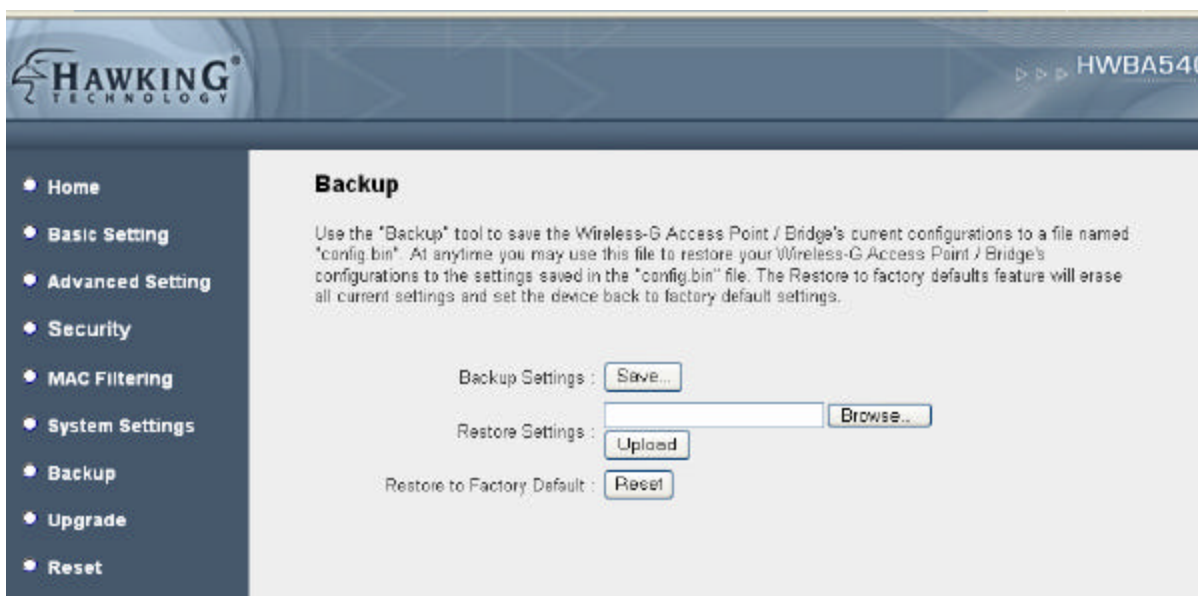 HAWKING®
TECHNOLOGY
HWBA54
Home
Basic Setting
Advanced Setting
Security
MAC Filtering
System Settings
Backup
Upgrade
Reset
Backup
Use the "Backup" tool to save the Wireless-G Access Point / Bridge's current configurations to a file named
"config.bin". At anytime you may use this file to restore your Wireless-G Access Point / Bridge's
configurations to the settings saved in the "config.bin" file. The Restore to factory defaults feature will erase
all current settings and set the device back to factory default settings.
Backup Settings : Save...
Restore Settings : Browse...
Upload
Restore to Factory Default : Reset